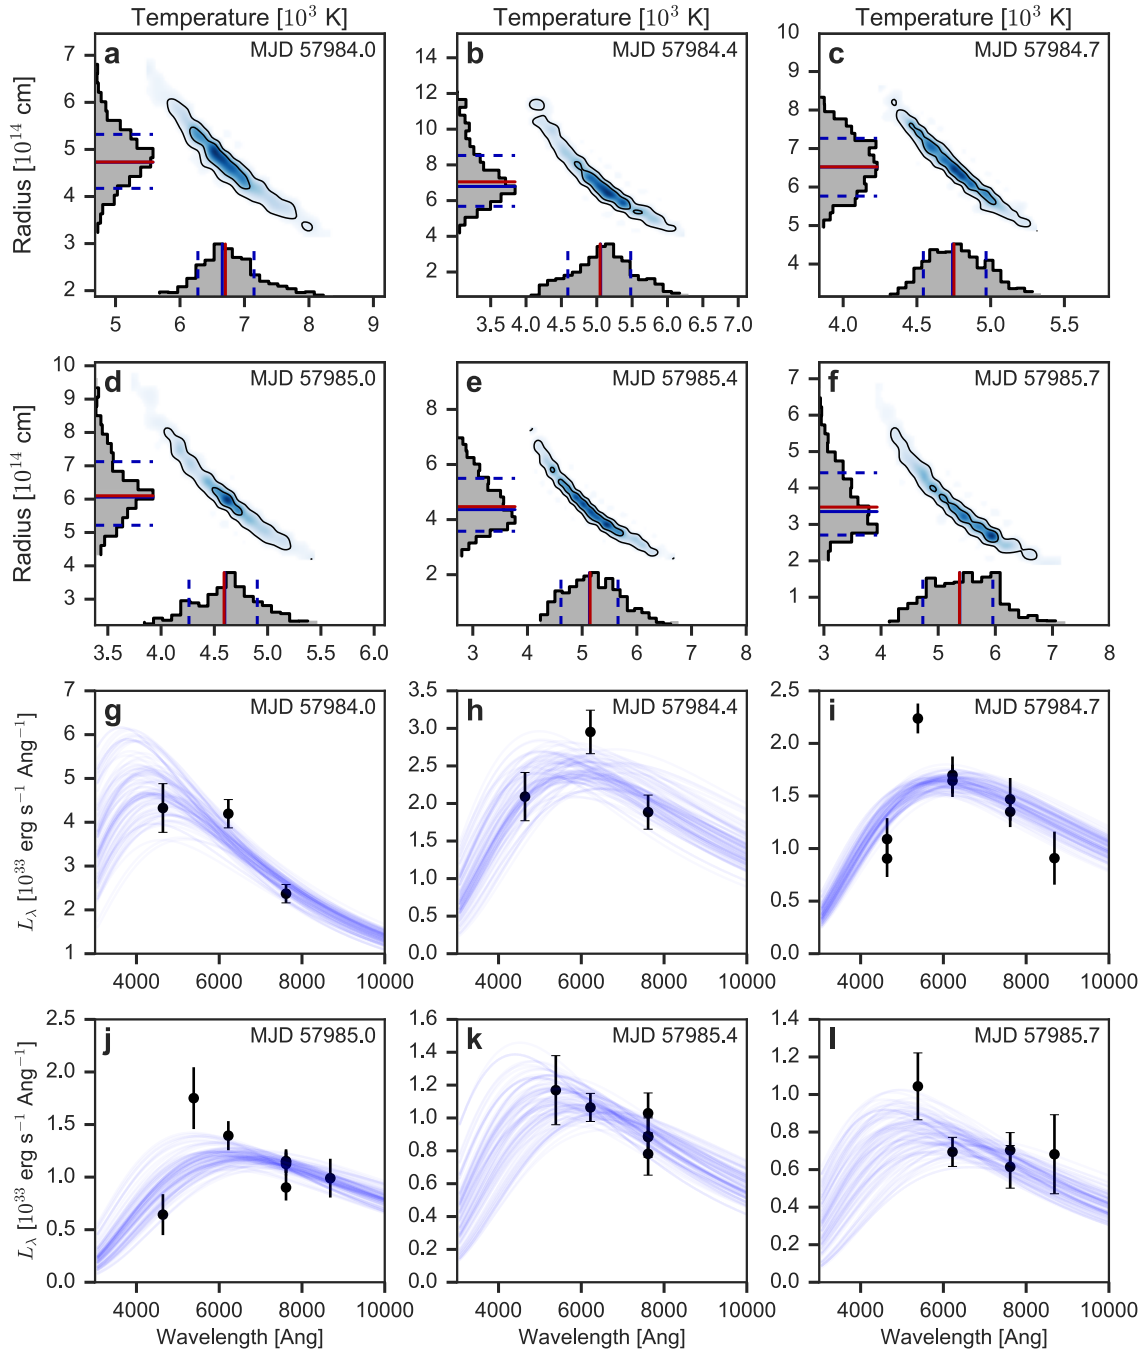 Temperature [10³ K] Temperature [10³ K] Temperature [10³ K]
a MJD 57984.0
b MJD 57984.4
c MJD 57984.7
Radius [10¹⁴ cm]
7 6 5 4 3 2
14 12 10 8 6 4 2
10 9 8 7 6 5 4
5 6 7 8 9
3.5 4.0 4.5 5.0 5.5 6.0 6.5 7.0
4.0 4.5 5.0 5.5
d MJD 57985.0
e MJD 57985.4
f MJD 57985.7
Radius [10¹⁴ cm]
10 9 8 7 6 5 4 3
8 6 4 2
7 6 5 4 3 2 1
3.5 4.0 4.5 5.0 5.5 6.0
2 3 4 5 6 7 8
3 4 5 6 7 8
g MJD 57984.0
h MJD 57984.4
i MJD 57984.7
L_λ [10³³ erg s⁻¹ Ang⁻¹]
7 6 5 4 3 2 1
3.5 3.0 2.5 2.0 1.5 1.0 0.5 0.0
2.5 2.0 1.5 1.0 0.5 0.0
4000 6000 8000 10000
4000 6000 8000 10000
4000 6000 8000 10000
j MJD 57985.0
k MJD 57985.4
l MJD 57985.7
L_λ [10³³ erg s⁻¹ Ang⁻¹]
2.5 2.0 1.5 1.0 0.5 0.0
1.6 1.4 1.2 1.0 0.8 0.6 0.4 0.2 0.0
1.4 1.2 1.0 0.8 0.6 0.4 0.2 0.0
4000 6000 8000 10000
4000 6000 8000 10000
4000 6000 8000 10000
Wavelength [Ang] Wavelength [Ang] Wavelength [Ang]